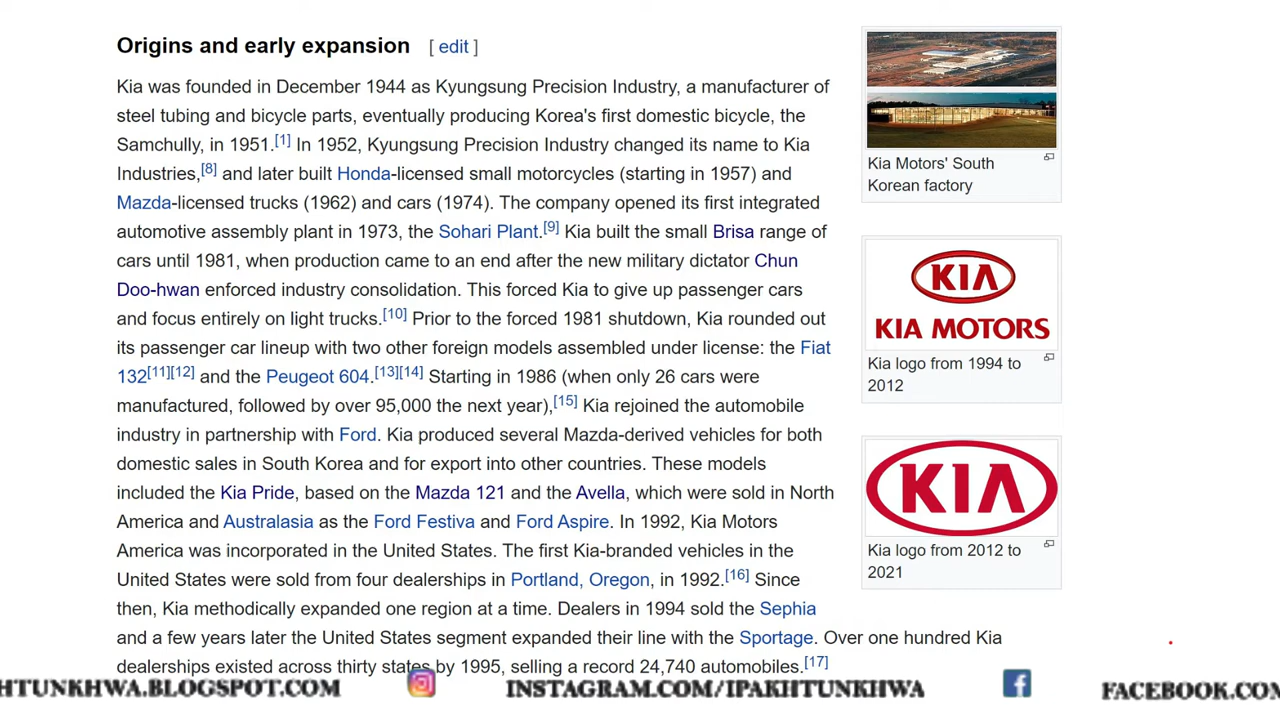 Origins and early expansion [ edit ]
Kia was founded in December 1944 as Kyungsung Precision Industry, a manufacturer of
steel tubing and bicycle parts, eventually producing Korea's first domestic bicycle, the
Samchully, in 1951.[1] In 1952, Kyungsung Precision Industry changed its name to Kia
Industries,[8] and later built Honda-licensed small motorcycles (starting in 1957) and
Mazda-licensed trucks (1962) and cars (1974). The company opened its first integrated
automotive assembly plant in 1973, the Sohari Plant.[9] Kia built the small Brisa range of
cars until 1981, when production came to an end after the new military dictator Chun
Doo-hwan enforced industry consolidation. This forced Kia to give up passenger cars
and focus entirely on light trucks.[10] Prior to the forced 1981 shutdown, Kia rounded out
its passenger car lineup with two other foreign models assembled under license: the Fiat
132[11][12] and the Peugeot 604.[13][14] Starting in 1986 (when only 26 cars were
manufactured, followed by over 95,000 the next year),[15] Kia rejoined the automobile
industry in partnership with Ford. Kia produced several Mazda-derived vehicles for both
domestic sales in South Korea and for export into other countries. These models
included the Kia Pride, based on the Mazda 121 and the Avella, which were sold in North
America and Australasia as the Ford Festiva and Ford Aspire. In 1992, Kia Motors
America was incorporated in the United States. The first Kia-branded vehicles in the
United States were sold from four dealerships in Portland, Oregon, in 1992.[16] Since
then, Kia methodically expanded one region at a time. Dealers in 1994 sold the Sephia
and a few years later the United States segment expanded their line with the Sportage. Over one hundred Kia
dealerships existed across thirty states by 1995, selling a record 24,740 automobiles.[17]
Kia Motors' South
Korean factory
KIA
KIA MOTORS
Kia logo from 1994 to
2012
KIA
Kia logo from 2012 to
2021
HTUNKHWA.BLOGSPOT.COM INSTAGRAM.COM/IPAKHTUNKHWA FACEBOOK.COM